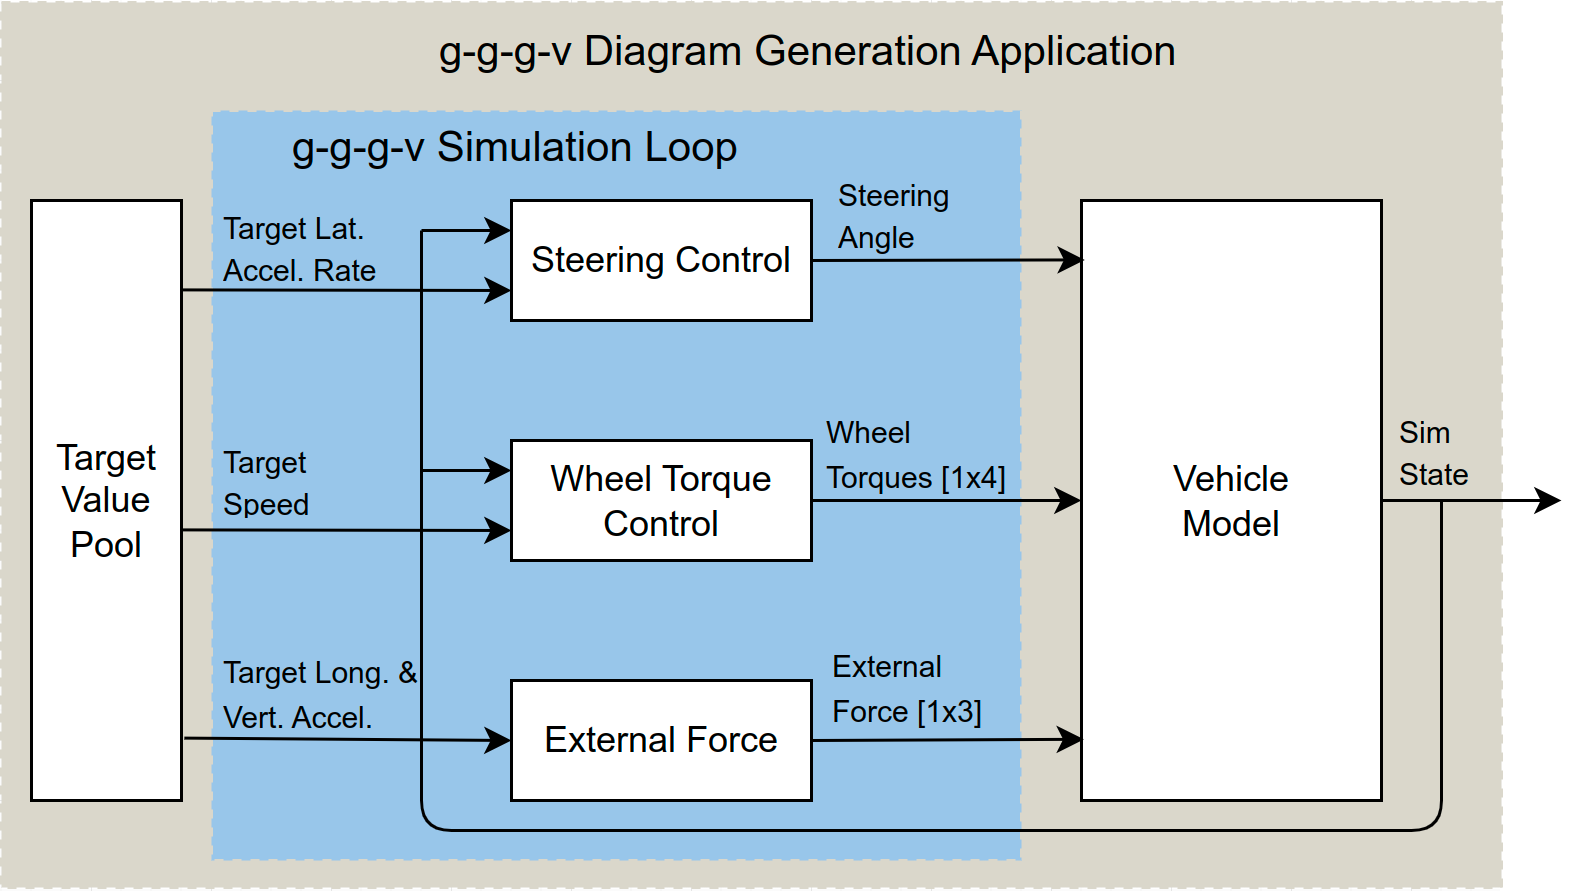 g-g-g-v Diagram Generation Application
g-g-g-v Simulation Loop
Target
Value
Pool
Target Lat.
Accel. Rate
Steering Control
Steering
Angle
Target
Speed
Wheel Torque
Control
Wheel
Torques [1x4]
Target Long. &
Vert. Accel.
External Force
External
Force [1x3]
Vehicle
Model
Sim
State